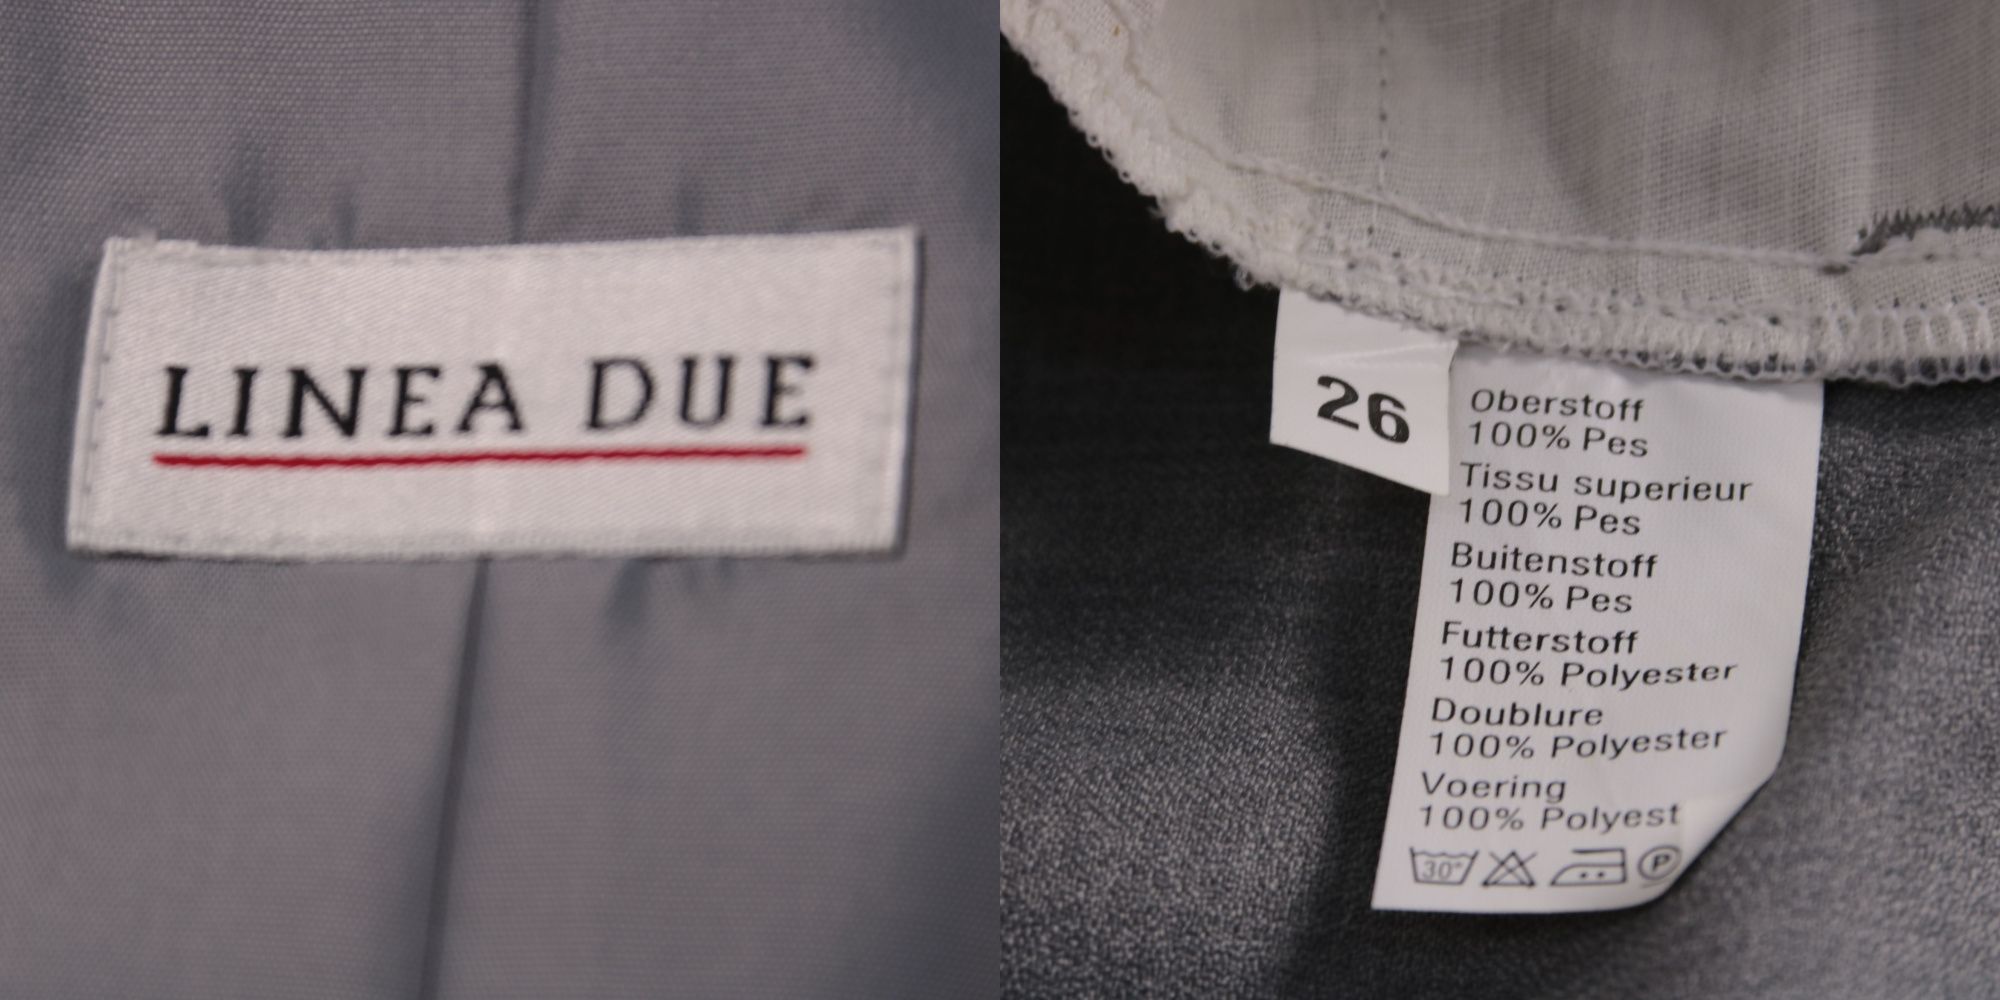 LINEA DUE
26
Oberstoff
100% Pes
Tissu superieur
100% Pes
Buitenstoff
100% Pes
Futterstoff
100% Polyester
Doublure
100% Polyester
Voering
100% Polyest
30° P